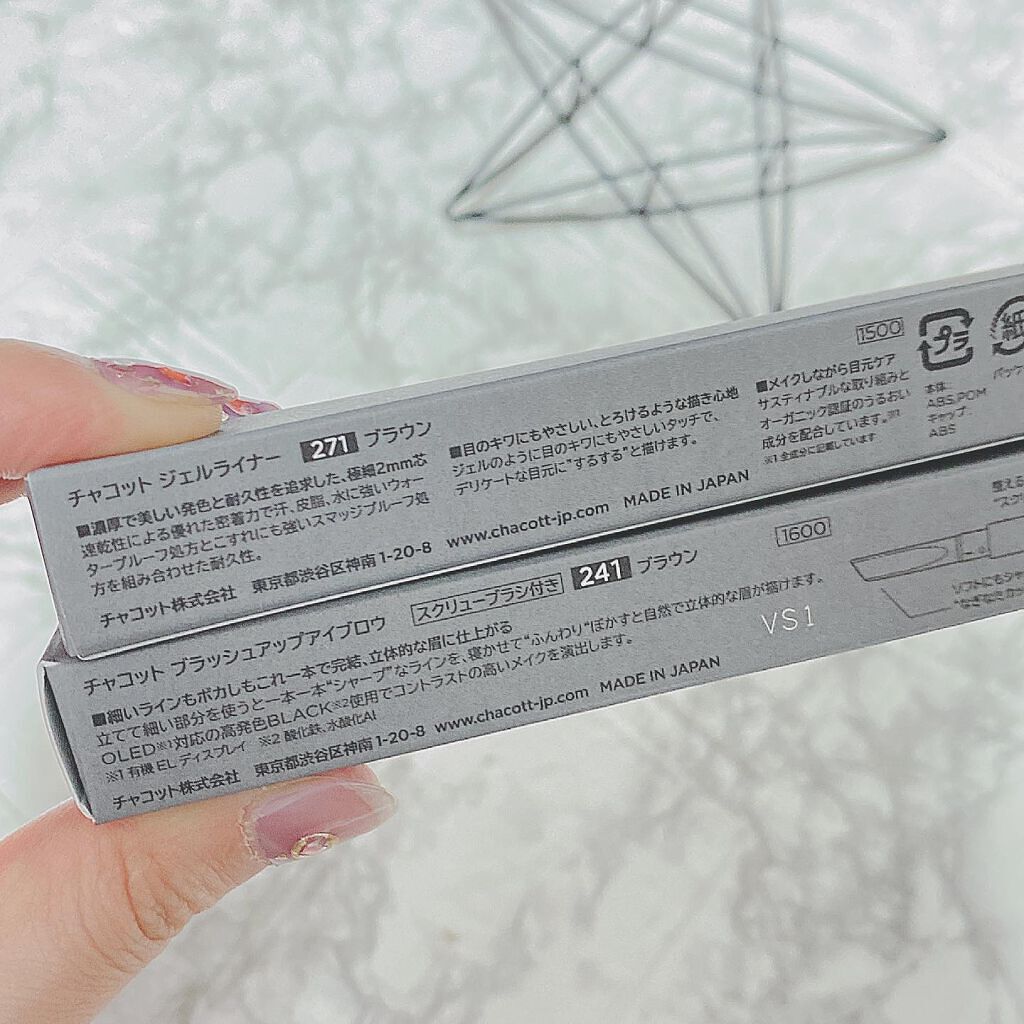 チャコット ジェルライナー 271 ブラウン
■濃厚で美しい発色と耐久性を追求した、極細2mm芯
速乾性による優れた密着力で汗、皮脂、水に強いウォー
タープルーフ処方とこすれにも強いスマッジプルーフ処
方を組み合わせた耐久性。
■目のキワにもやさしい、とろけるような描き心地
ジェルのように目のキワにもやさしいタッチで、
デリケートな目元に"するする"と描けます。
1500
■メイクしながら目元ケア
サスティナブルな取り組みと
オーガニック認証のうるおい
成分を配合しています。※1
※1 全成分に記載しています
プラ
紙
本体:
ABS,POM
キャップ:
ABS
チャコット株式会社 東京都渋谷区神南1-20-8 www.chacott-jp.com MADE IN JAPAN
チャコット ブラッシュアップアイブロウ スクリューブラシ付き 241 ブラウン
1600
■細いラインもボカしもこれ一本で完結、立体的な眉に仕上がる
立てて細い部分を使うと一本一本"シャープ"なラインを、寝かせて"ふんわり"ぼかすと自然で立体的な眉が描けます。
OLED※1対応の高発色BLACK※2使用でコントラストの高いメイクを演出します。
※1 有機ELディスプレイ ※2 酸化鉄、水酸化Al
チャコット株式会社 東京都渋谷区神南1-20-8 www.chacott-jp.com MADE IN JAPAN
VS1